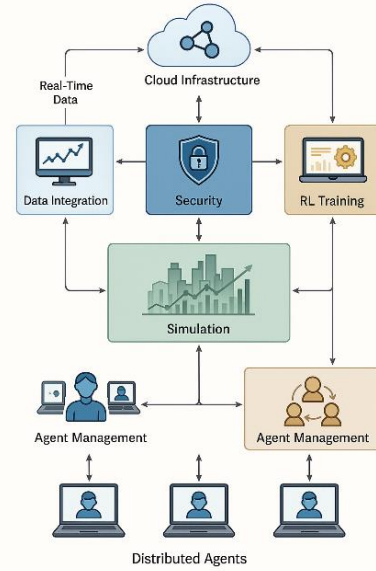 Cloud Infrastructure
Real-Time
Data
Data Integration
Security
RL Training
Simulation
Agent Management
Agent Management
Distributed Agents